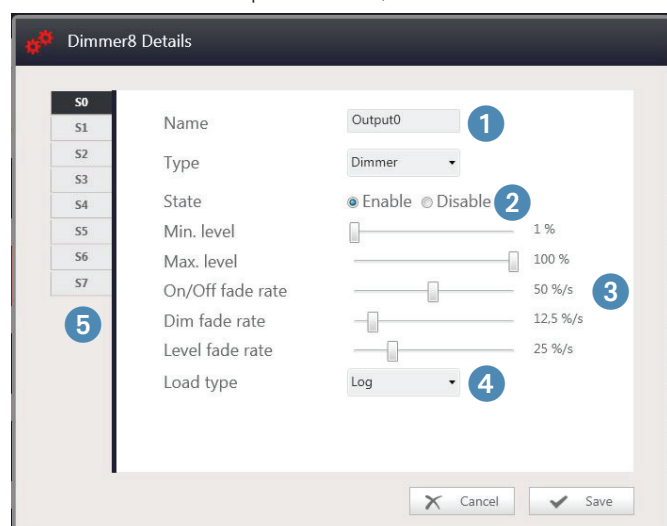 Dimmer8 Details
S0
S1
S2
S3
S4
S5
S6
S7
5
Name Output0 1
Type Dimmer
State Enable Disable 2
Min. level 1 %
Max. level 100 %
On/Off fade rate 50 %/s 3
Dim fade rate 12,5 %/s
Level fade rate 25 %/s
Load type Log 4
Cancel Save